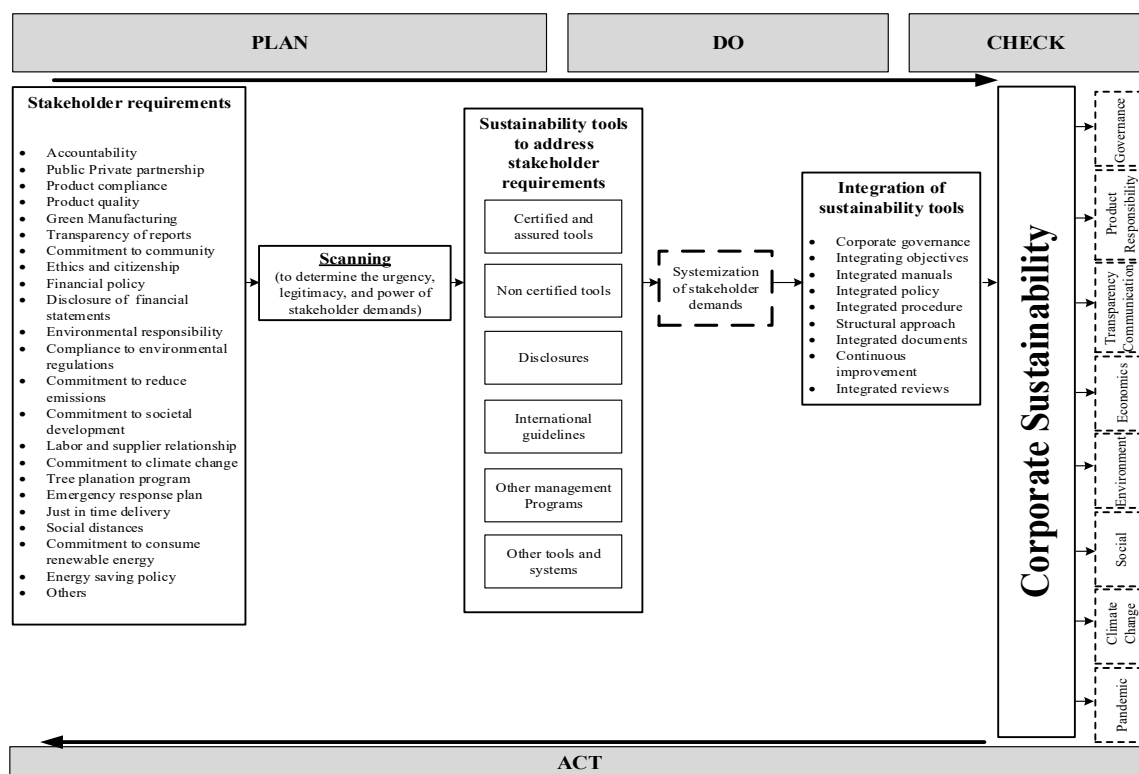 PLAN
DO
CHECK
Stakeholder requirements
• Accountability
• Public Private partnership
• Product compliance
• Product quality
• Green Manufacturing
• Transparency of reports
• Commitment to community
• Ethics and citizenship
• Financial policy
• Disclosure of financial
statements
• Environmental responsibility
• Compliance to environmental
regulations
• Commitment to reduce
emissions
• Commitment to societal
development
• Labor and supplier relationship
• Commitment to climate change
• Tree planation program
• Emergency response plan
• Just in time delivery
• Social distances
• Commitment to consume
renewable energy
• Energy saving policy
• Others
Scanning
(to determine the urgency,
legitimacy, and power of
stakeholder demands)
Sustainability tools
to address
stakeholder
requirements
Certified and
assured tools
Non certified tools
Disclosures
International
guidelines
Other management
Programs
Other tools and
systems
Systemization
of stakeholder
demands
Integration of
sustainability tools
• Corporate governance
• Integrating objectives
• Integrated manuals
• Integrated policy
• Integrated procedure
• Structural approach
• Integrated documents
• Continuous
improvement
• Integrated reviews
Corporate Sustainability
Governance
Product
Responsibility
Transparency
Communication
Economics
Environment
Social
Climate
Change
Pandemic
ACT